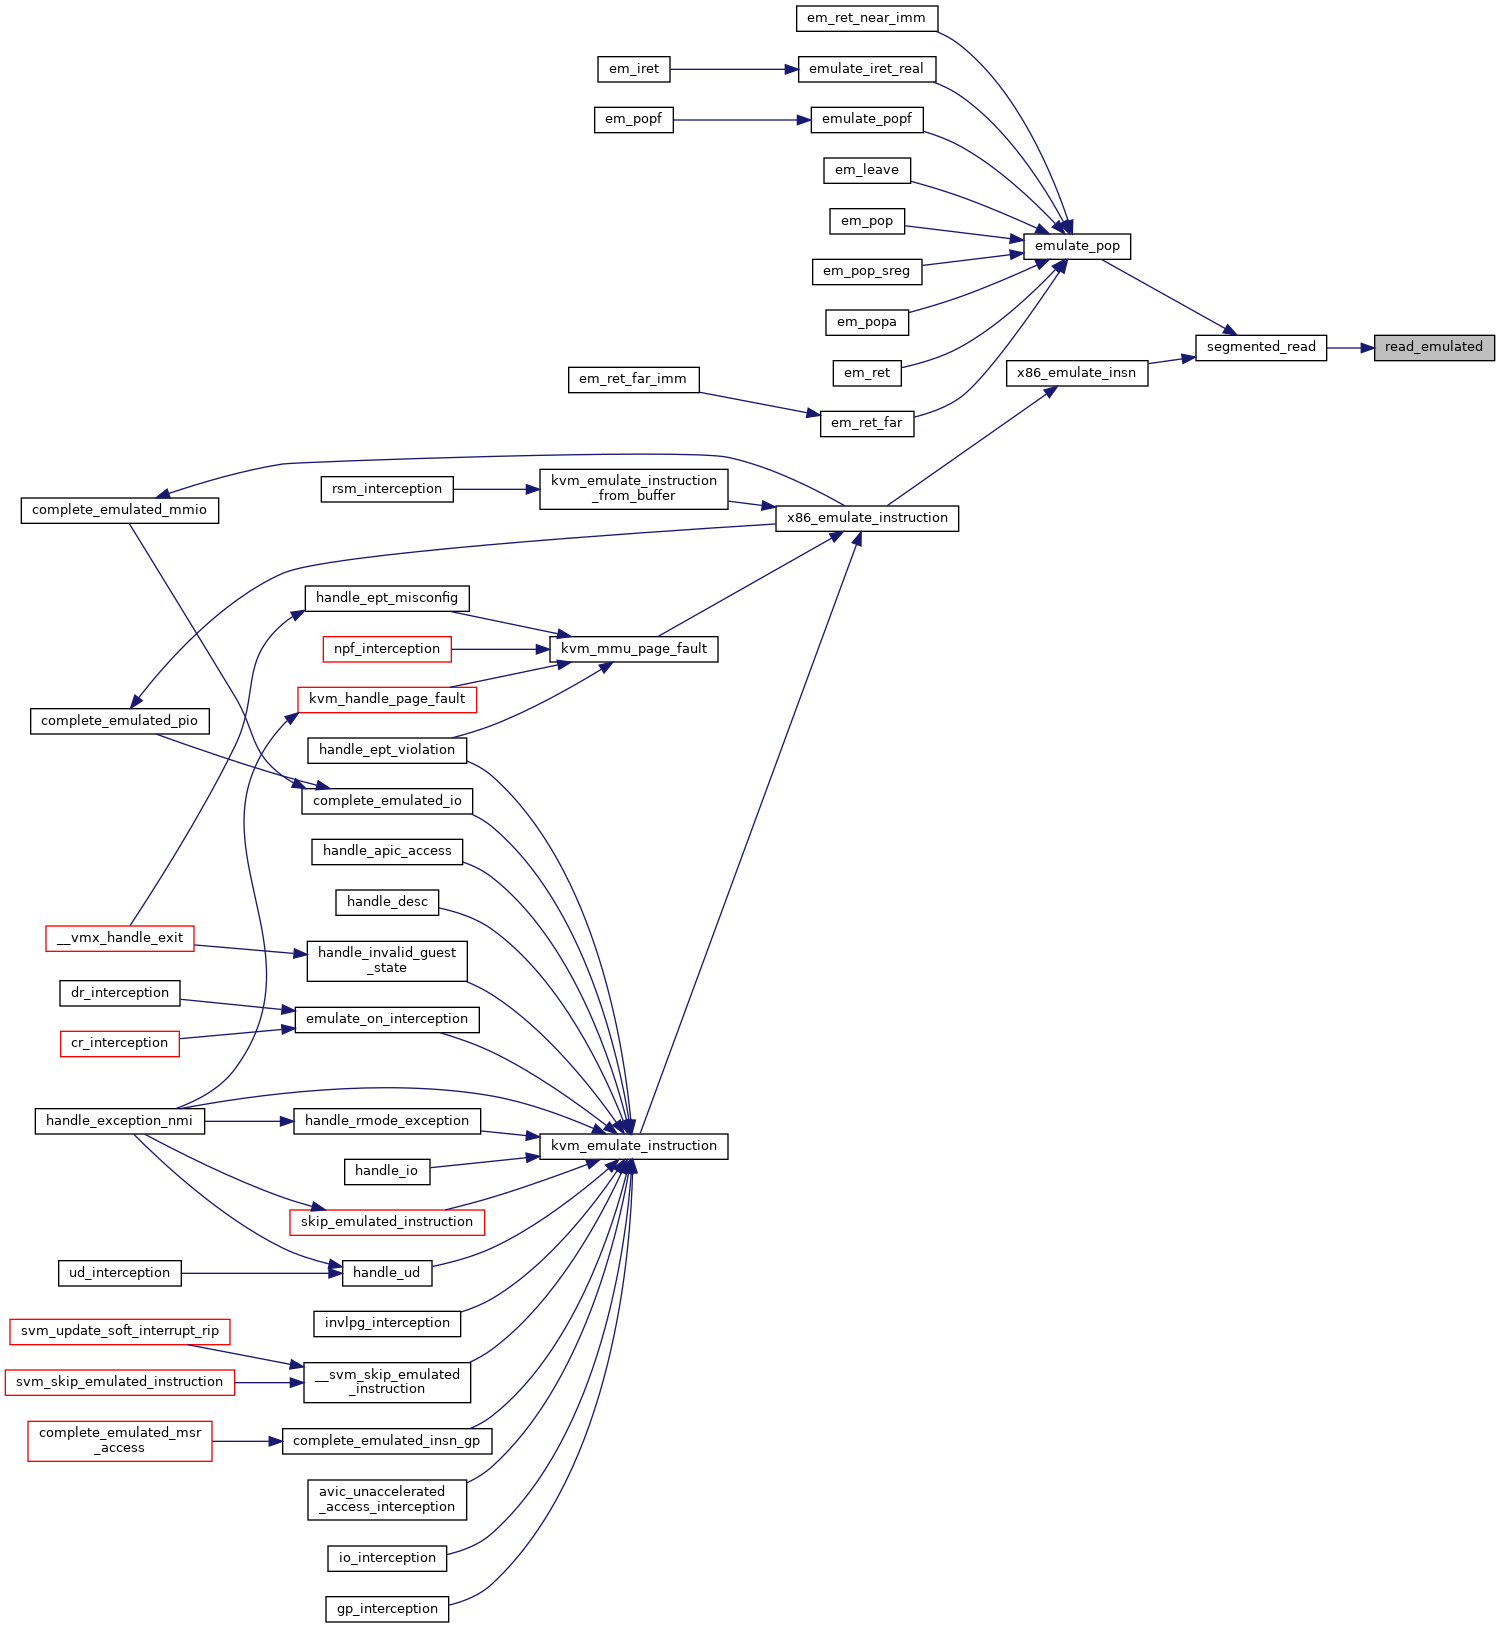 em_ret_near_imm
em_iret
emulate_iret_real
em_popf
emulate_popf
em_leave
em_pop
emulate_pop
em_pop_sreg
em_popa
segmented_read
read_emulated
em_ret
x86_emulate_insn
em_ret_far_imm
em_ret_far
rsm_interception
kvm_emulate_instruction
_from_buffer
complete_emulated_mmio
x86_emulate_instruction
handle_ept_misconfig
npf_interception
kvm_mmu_page_fault
kvm_handle_page_fault
complete_emulated_pio
handle_ept_violation
complete_emulated_io
handle_apic_access
handle_desc
__vmx_handle_exit
handle_invalid_guest
_state
dr_interception
emulate_on_interception
cr_interception
handle_exception_nmi
handle_rmode_exception
kvm_emulate_instruction
handle_io
skip_emulated_instruction
ud_interception
handle_ud
invlpg_interception
svm_update_soft_interrupt_rip
__svm_skip_emulated
_instruction
svm_skip_emulated_instruction
complete_emulated_msr
_access
complete_emulated_insn_gp
avic_unaccelerated
_access_interception
io_interception
gp_interception